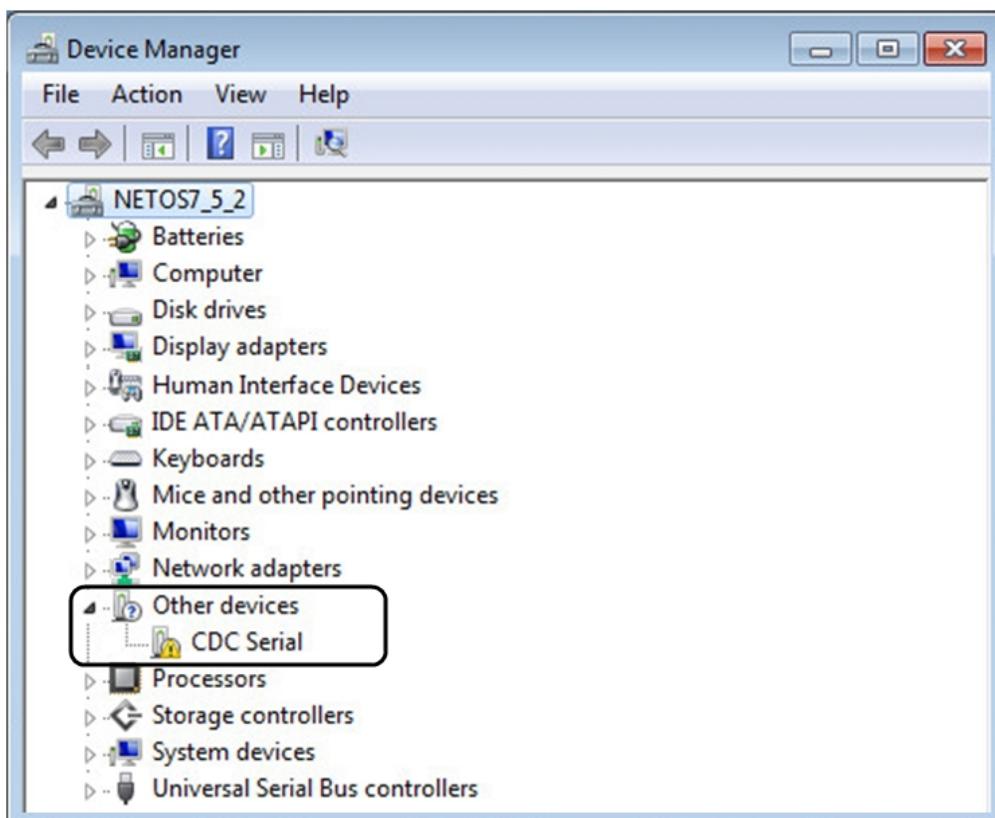 Device Manager
File Action View Help
NETOS7_5_2
Batteries
Computer
Disk drives
Display adapters
Human Interface Devices
IDE ATA/ATAPI controllers
Keyboards
Mice and other pointing devices
Monitors
Network adapters
Other devices
CDC Serial
Processors
Storage controllers
System devices
Universal Serial Bus controllers